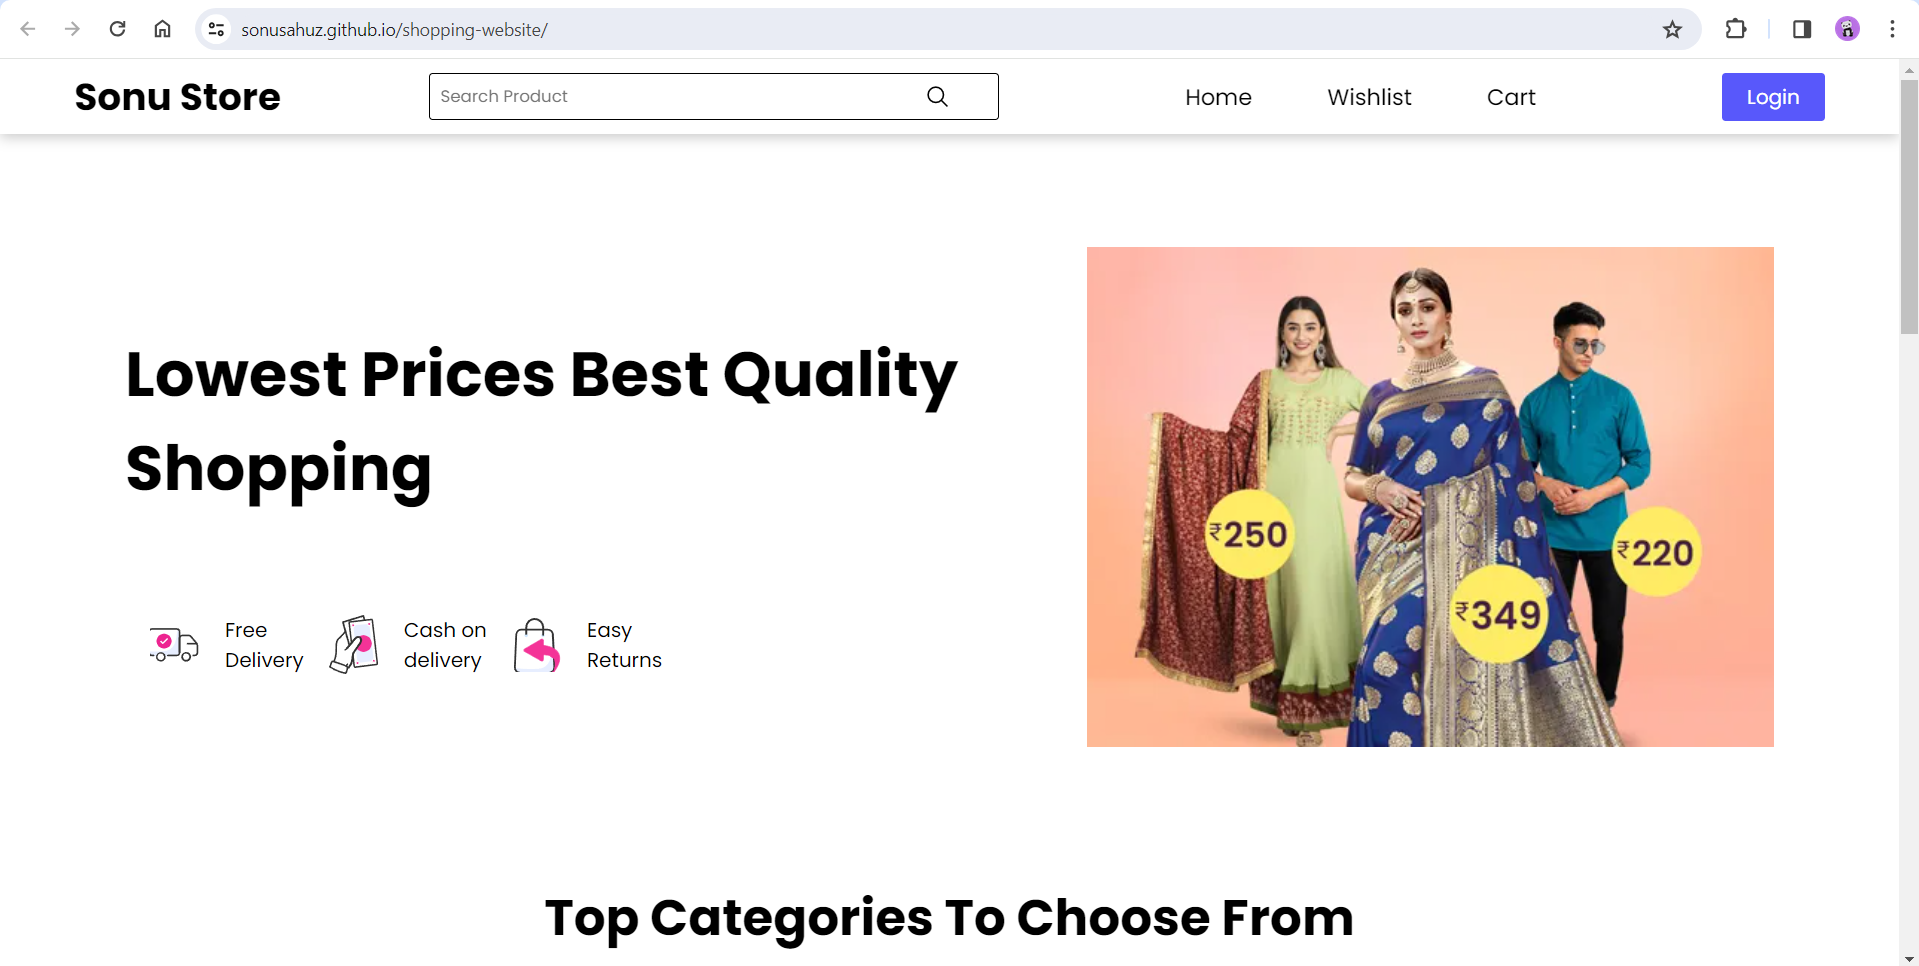 sonusahuz.github.io/shopping-website/
Sonu Store
Search Product
Home
Wishlist
Cart
Login
Lowest Prices Best Quality
Shopping
Free
Delivery
Cash on
delivery
Easy
Returns
₹250
₹349
₹220
Top Categories To Choose From